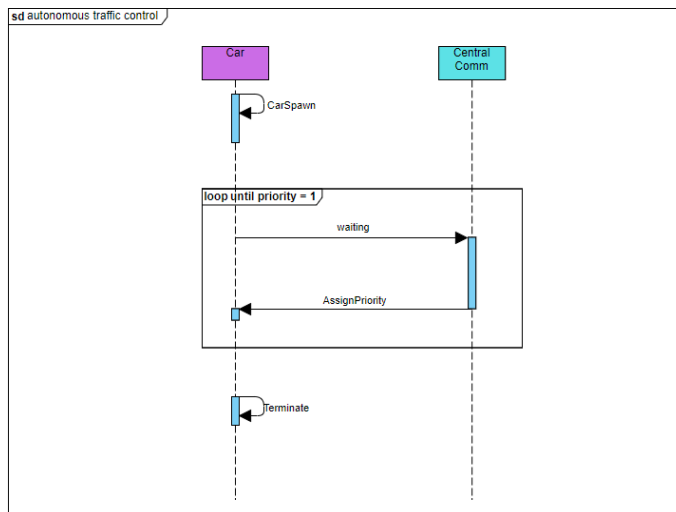 sd autonomous traffic control
Car
Central
Comm
CarSpawn
loop until priority = 1
waiting
AssignPriority
Terminate